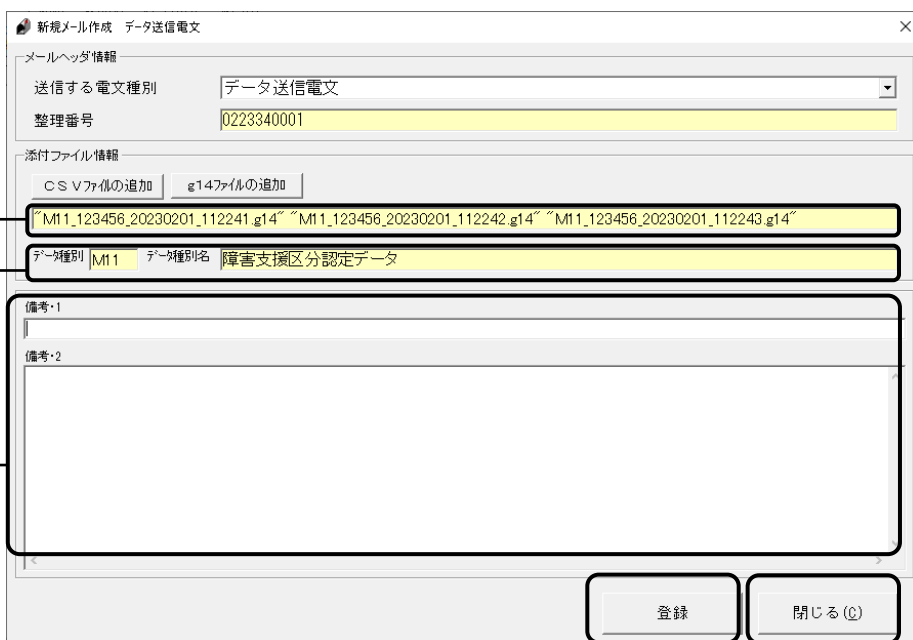 新規メール作成 データ送信電文
メールヘッダ情報
送信する電文種別 データ送信電文
整理番号 0223340001
添付ファイル情報
CSVファイルの追加 g14ファイルの追加
"M11_123456_20230201_112241.g14" "M11_123456_20230201_112242.g14" "M11_123456_20230201_112243.g14"
データ種別 M11 データ種別名 障害支援区分認定データ
備考・1
備考・2
登録 閉じる(C)